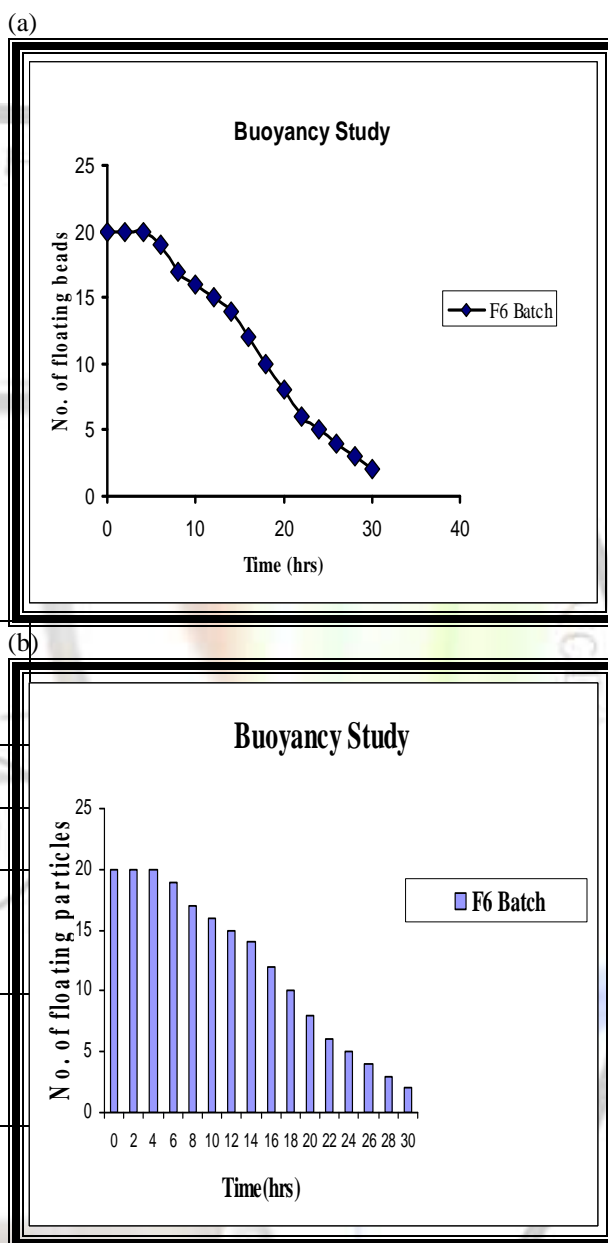 (a)
Buoyancy Study
No. of floating beads
25
20
15
10
5
0
0 10 20 30 40
Time (hrs)
F6 Batch
(b)
Buoyancy Study
No. of floating particles
25
20
15
10
5
0
0 2 4 6 8 10 12 14 16 18 20 22 24 26 28 30
Time(hrs)
F6 Batch